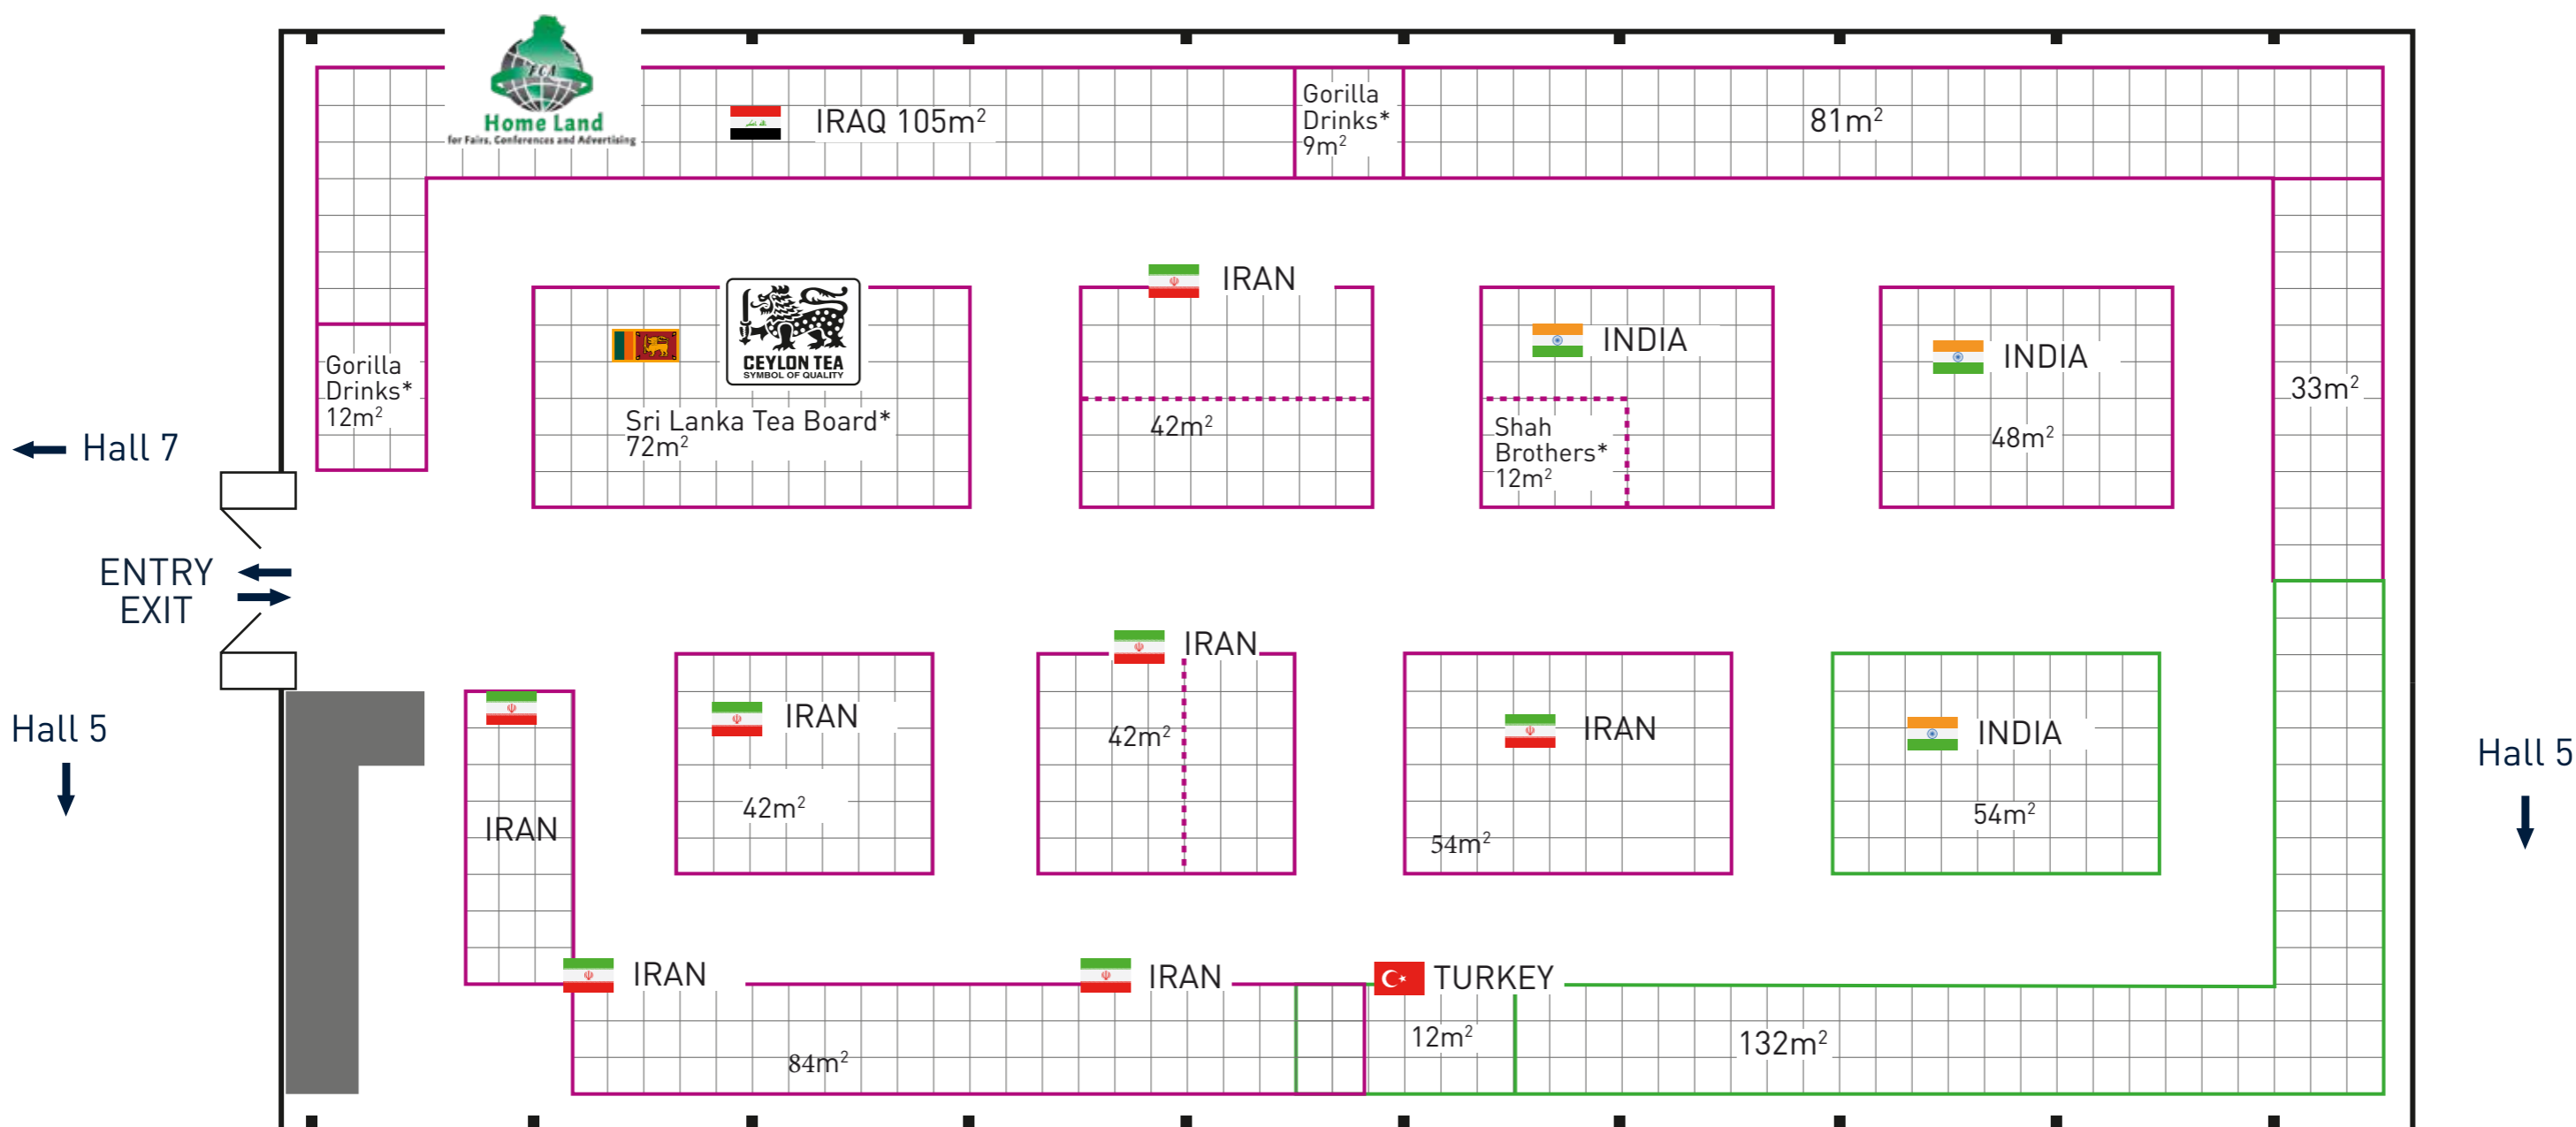 FCA
Home Land
for Fairs, Conferences and Advertising
IRAQ 105m²
Gorilla
Drinks*
9m²
81m²
Gorilla
Drinks*
12m²
CEYLON TEA
SYMBOL OF QUALITY
Sri Lanka Tea Board*
72m²
IRAN
42m²
INDIA
Shah
Brothers*
12m²
INDIA
48m²
33m²
Hall 7
ENTRY
EXIT
Hall 5
IRAN
IRAN
42m²
IRAN
42m²
IRAN
54m²
INDIA
54m²
Hall 5
IRAN
84m²
IRAN
TURKEY
12m²
132m²